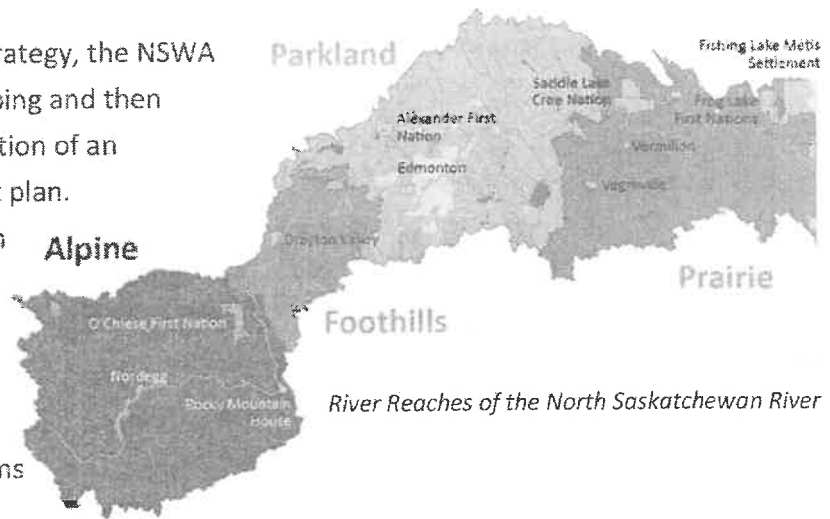 rategy, the NSWA
ing and then
tion of an
plan.
Alpine
Parkland
Fishing Lake Métis
Settlement
Saddle Lake
Cree Nation
Frog Lake
First Nations
Alexander First
Nation
Vermilion
Edmonton
Vegreville
Drayton Valley
Prairie
Foothills
O'Chiese First Nation
Nordegg
Rocky Mountain
House
River Reaches of the North Saskatchewan River
ns